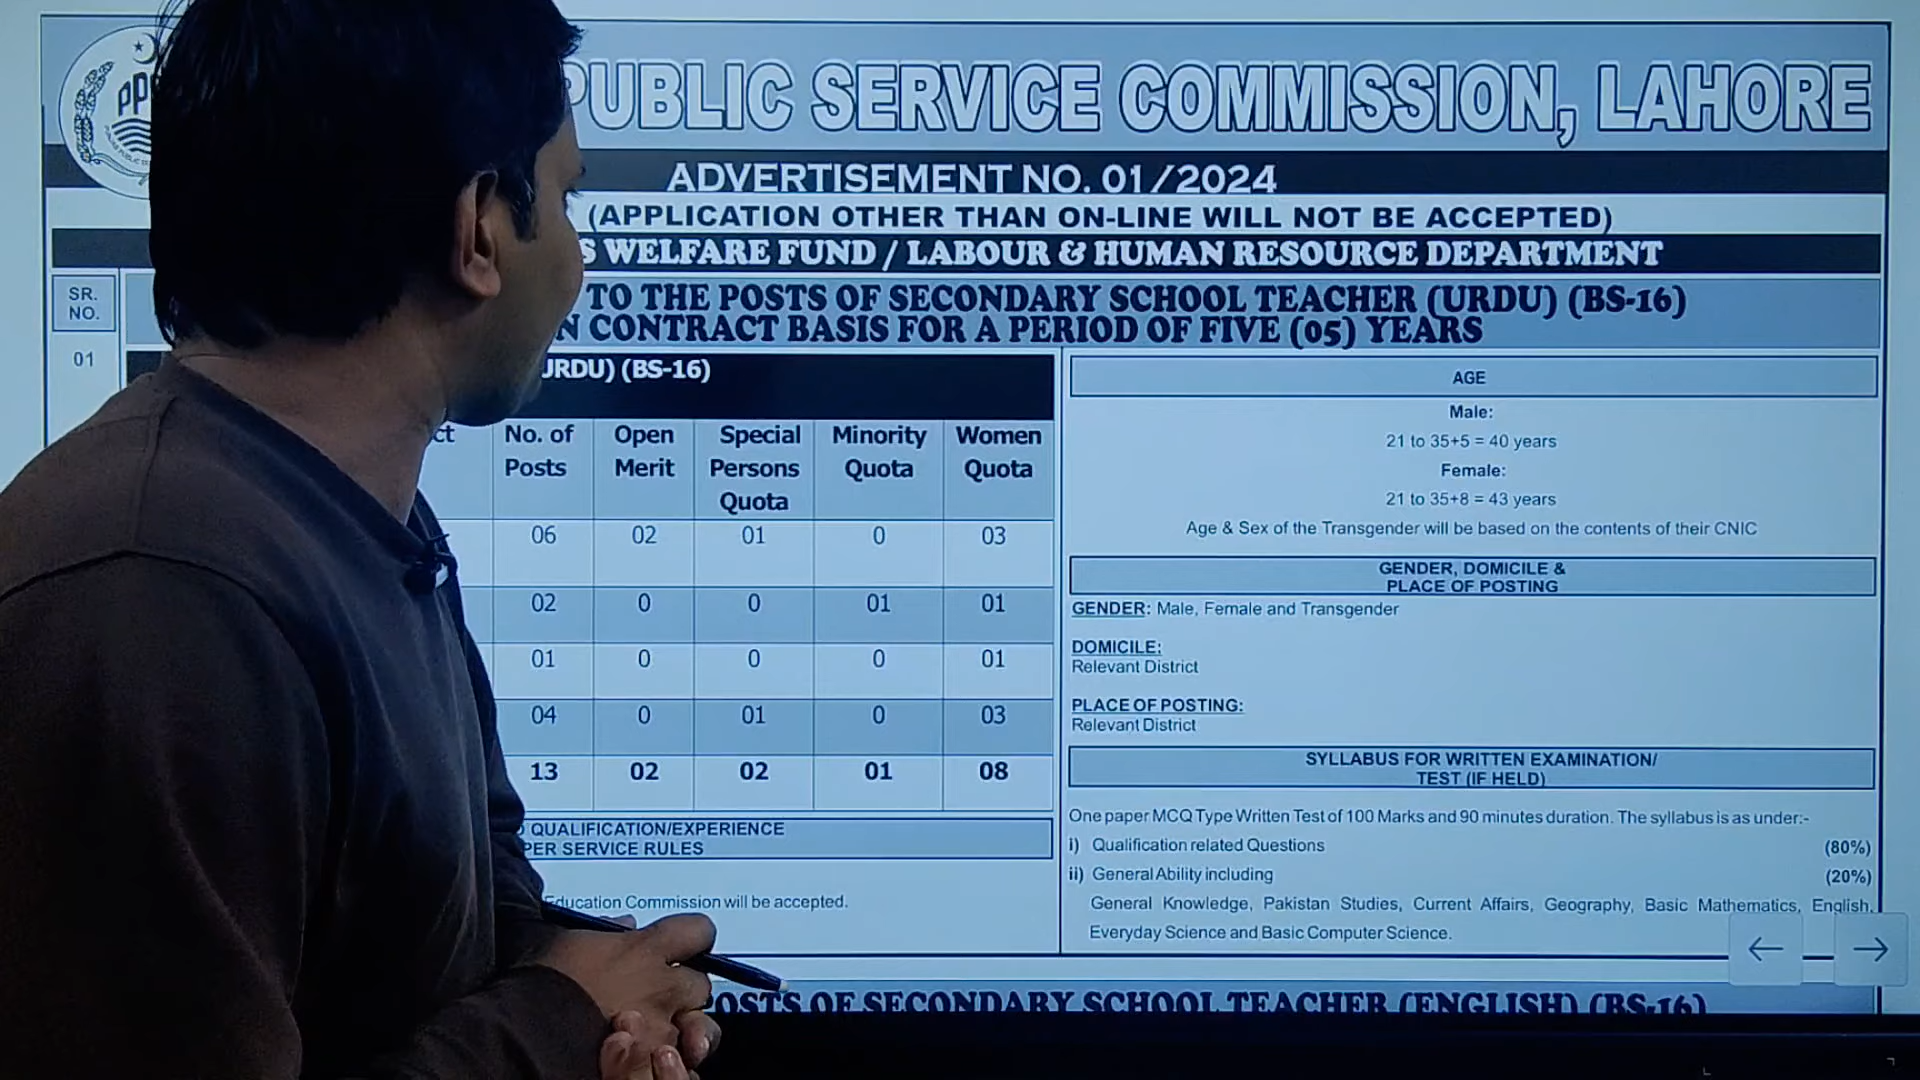 PP
PUBLIC SERVICE COMMISSION, LAHORE
ADVERTISEMENT NO. 01/2024
(APPLICATION OTHER THAN ON-LINE WILL NOT BE ACCEPTED)
S WELFARE FUND / LABOUR & HUMAN RESOURCE DEPARTMENT
SR. NO.
TO THE POSTS OF SECONDARY SCHOOL TEACHER (URDU) (BS-16)
N CONTRACT BASIS FOR A PERIOD OF FIVE (05) YEARS
01
URDU) (BS-16)
ct No. of Posts Open Merit Special Persons Quota Minority Quota Women Quota
06 02 01 0 03
02 0 0 01 01
01 0 0 0 01
04 0 01 0 03
13 02 02 01 08
QUALIFICATION/EXPERIENCE
PER SERVICE RULES
Education Commission will be accepted.
AGE
Male:
21 to 35+5 = 40 years
Female:
21 to 35+8 = 43 years
Age & Sex of the Transgender will be based on the contents of their CNIC
GENDER, DOMICILE &
PLACE OF POSTING
GENDER: Male, Female and Transgender
DOMICILE:
Relevant District
PLACE OF POSTING:
Relevant District
SYLLABUS FOR WRITTEN EXAMINATION/
TEST (IF HELD)
One paper MCQ Type Written Test of 100 Marks and 90 minutes duration. The syllabus is as under:-
i) Qualification related Questions (80%)
ii) General Ability including (20%)
General Knowledge, Pakistan Studies, Current Affairs, Geography, Basic Mathematics, English,
Everyday Science and Basic Computer Science.
POSTS OF SECONDARY SCHOOL TEACHER (ENGLISH) (BS-16)